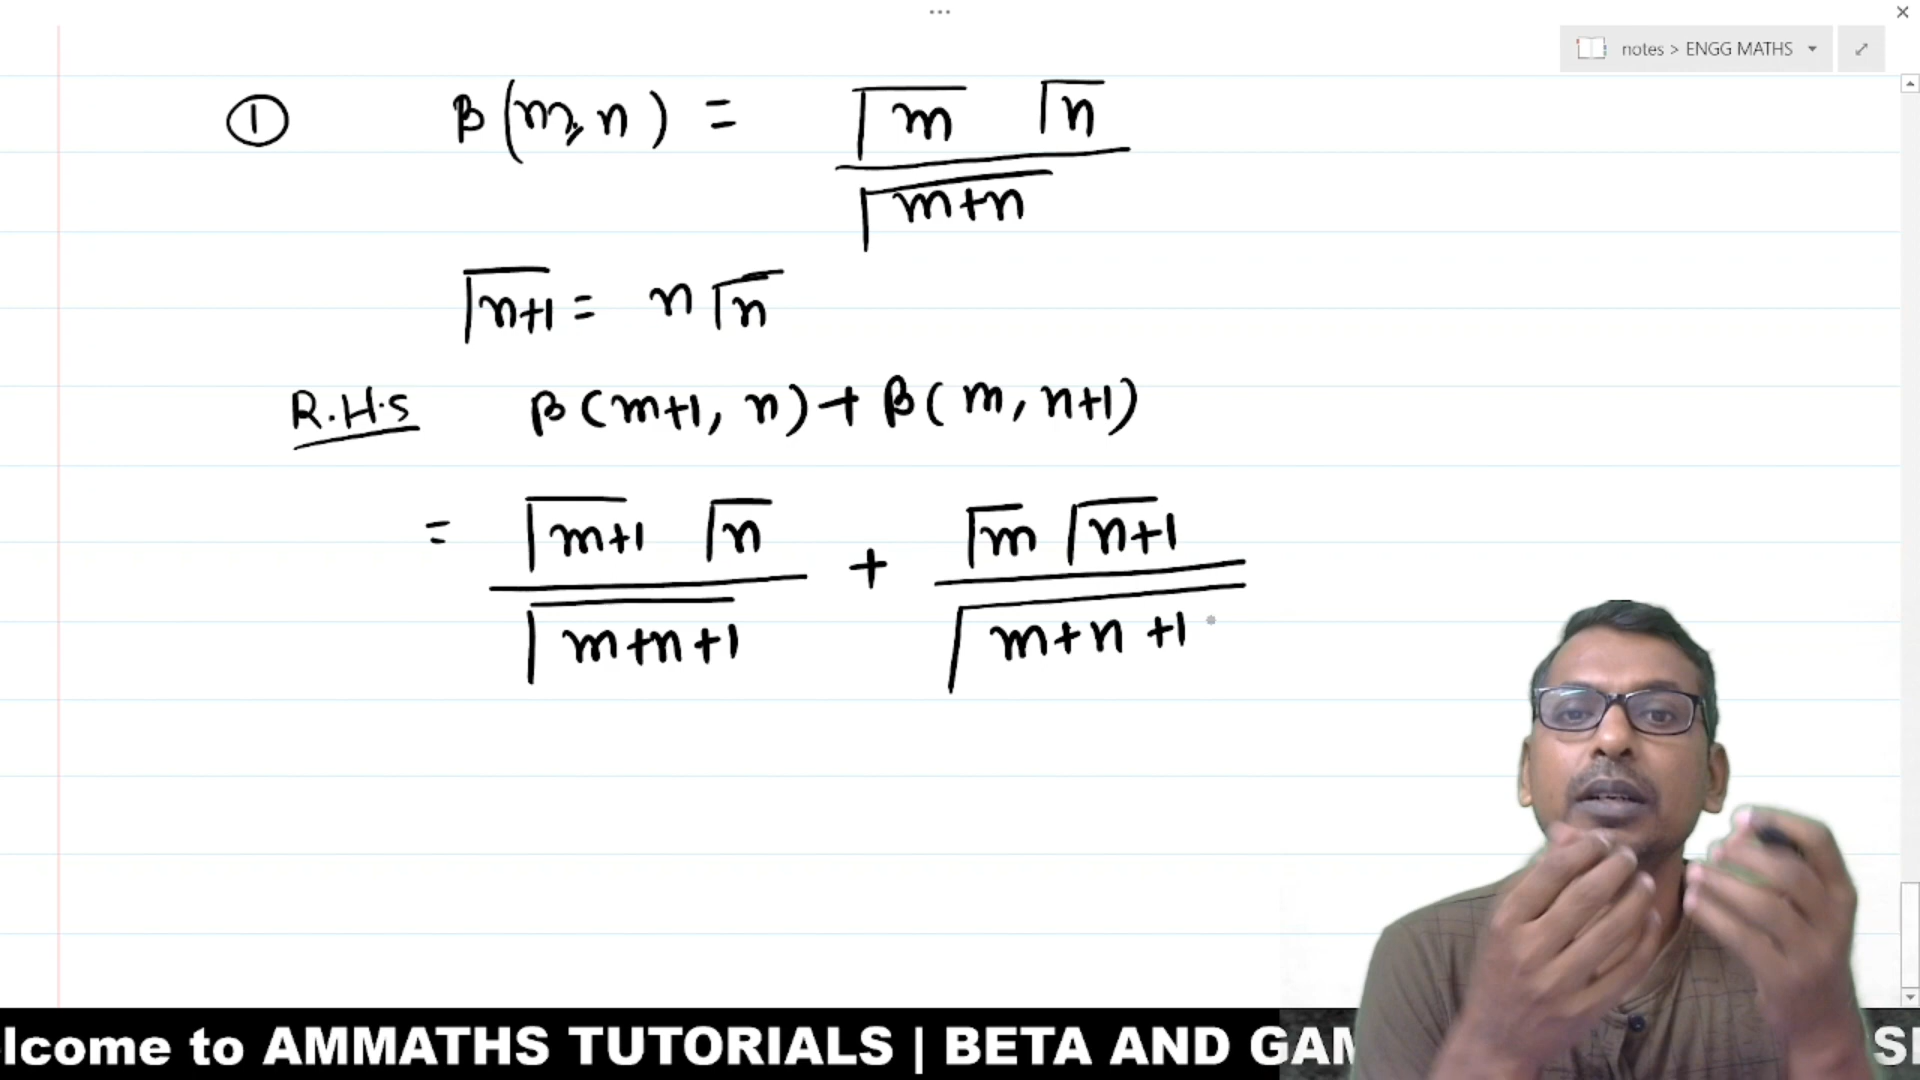 ...
notes > ENGG MATHS
① β(m, n) = Γm Γn / Γm+n
Γn+1 = n Γn
R.H.S β(m+1, n) + β(m, n+1)
= Γm+1 Γn / Γm+n+1 + Γm Γn+1 / Γm+n+1
lcome to AMMATHS TUTORIALS | BETA AND GAM